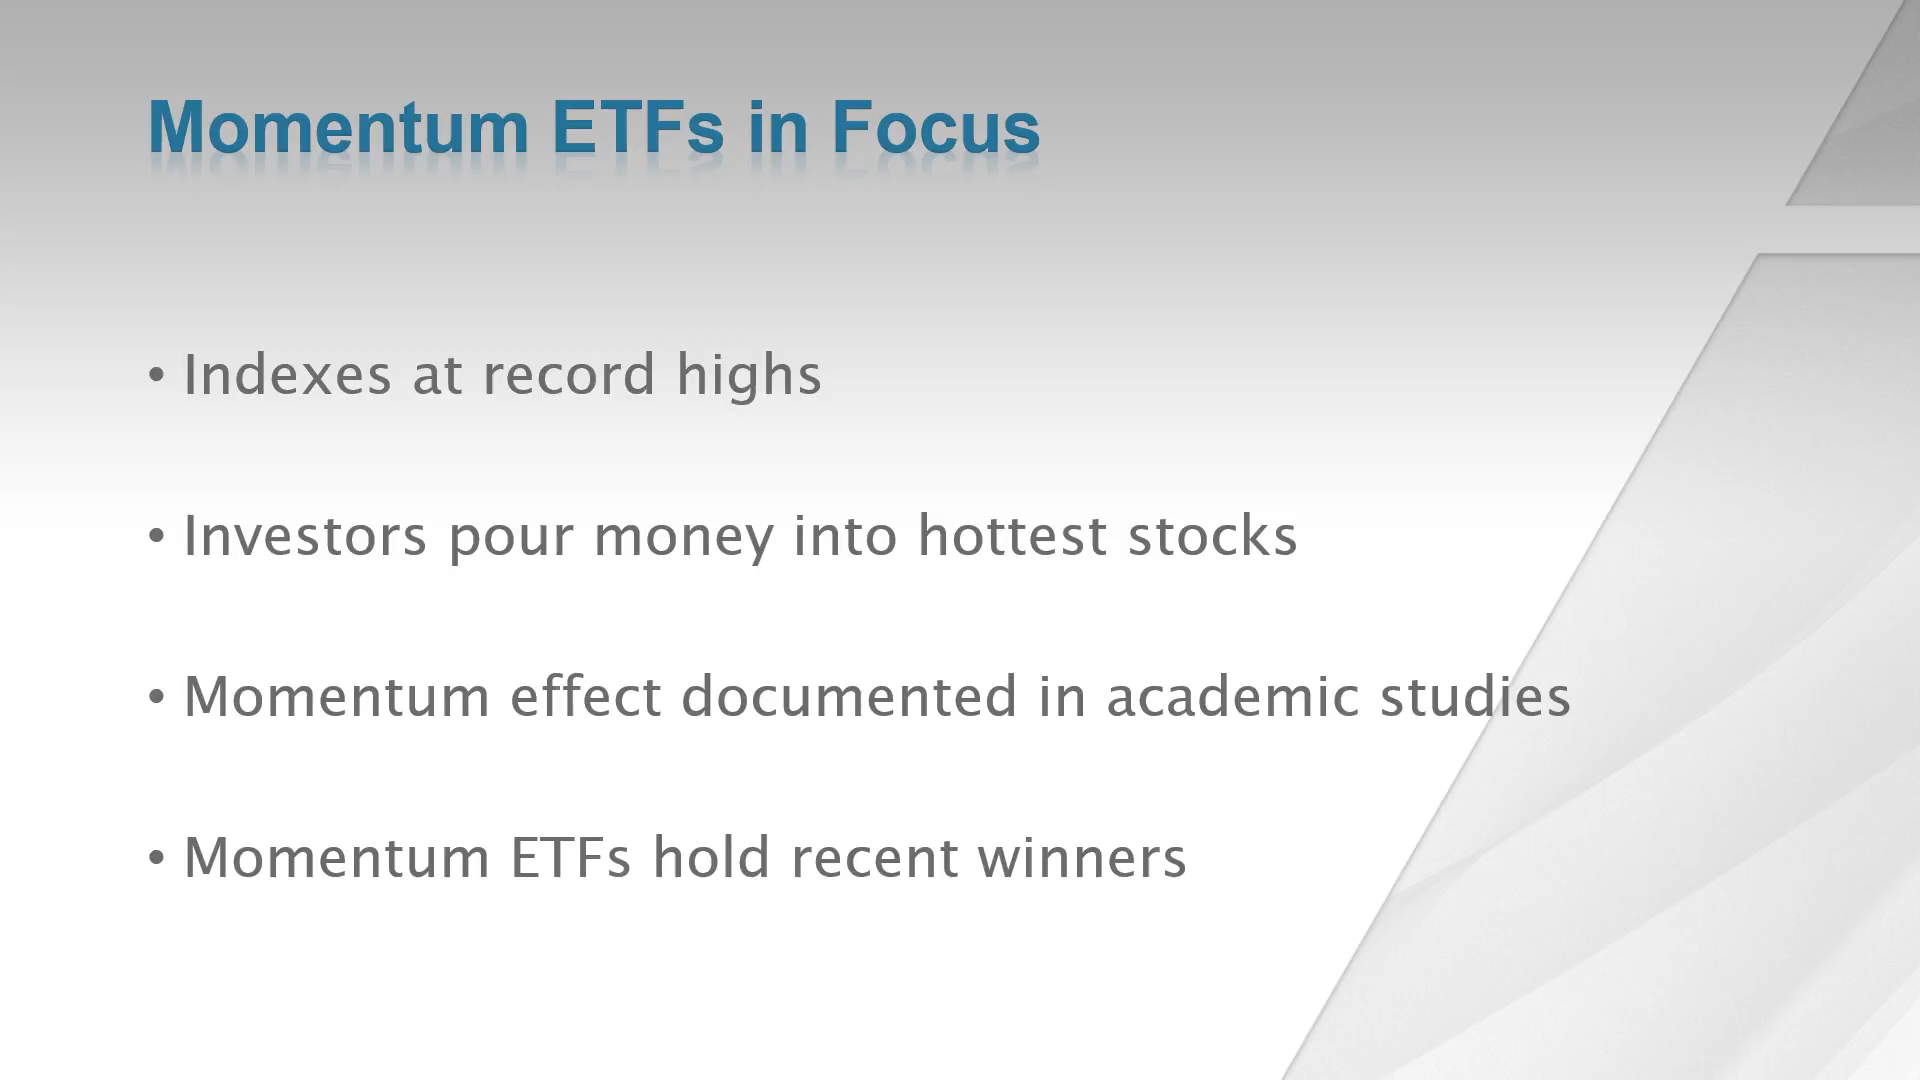 Momentum ETFs in Focus
• Indexes at record highs
• Investors pour money into hottest stocks
• Momentum effect documented in academic studies
• Momentum ETFs hold recent winners